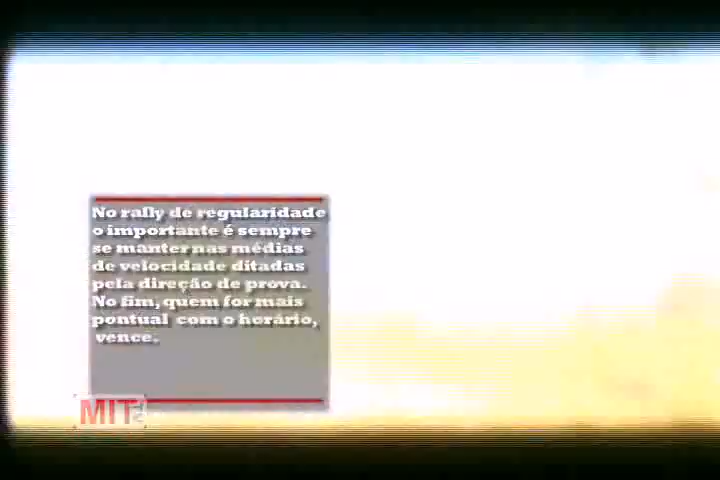 No rally de regularidade
o importante é sempre
se manter nas médias
de velocidade ditadas
pela direção de prova.
No fim, quem for mais
pontual com o horário,
vence.
MIT